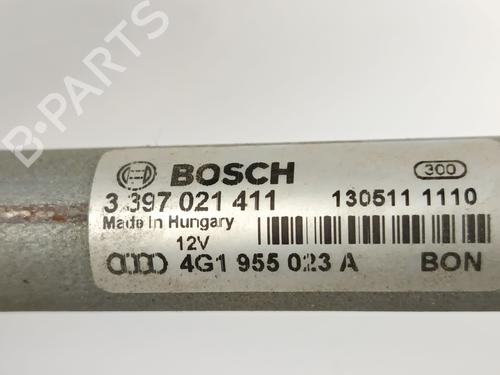 B-PARTS
BOSCH 300
3 397 021 411 130511 1110
Made In Hungary
12V
4G1 955 023 A BON